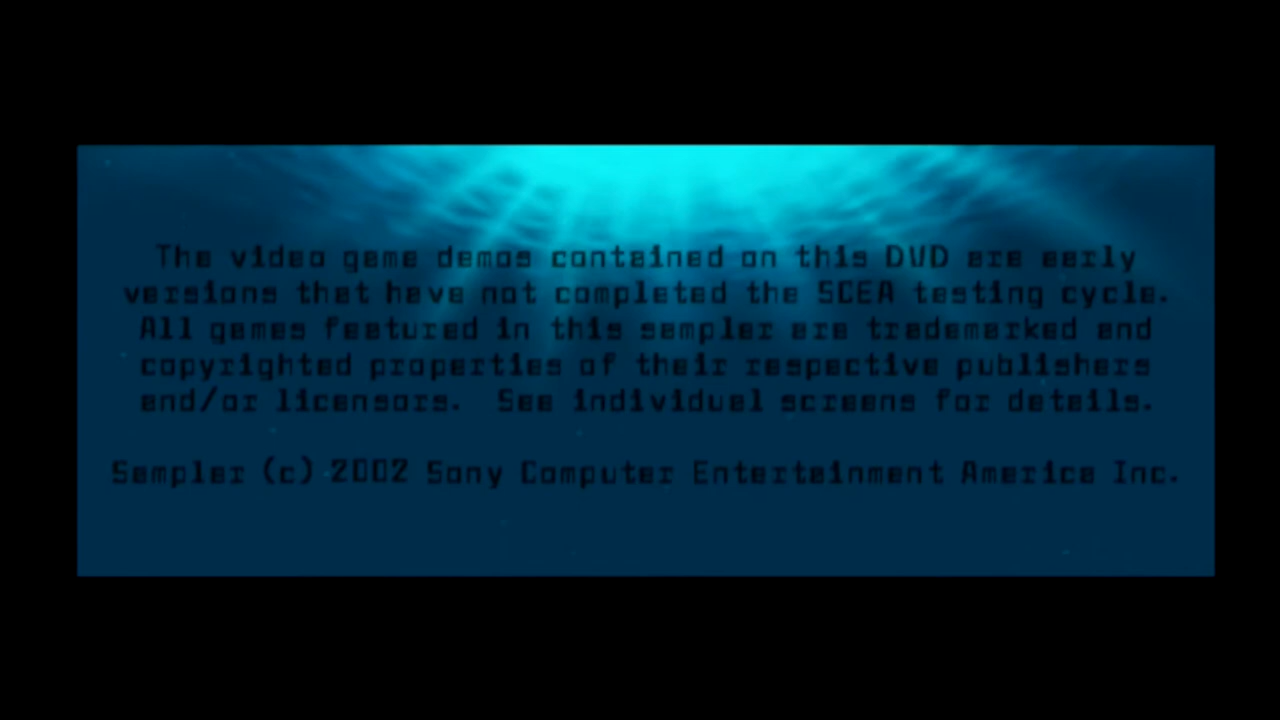 The video game demos contained on this DVD are early
versions that have not completed the SCEA testing cycle.
All games featured in this sampler are trademarked and
copyrighted properties of their respective publishers
and/or licensors.  See individual screens for details.
Sampler (c) 2002 Sony Computer Entertainment America Inc.